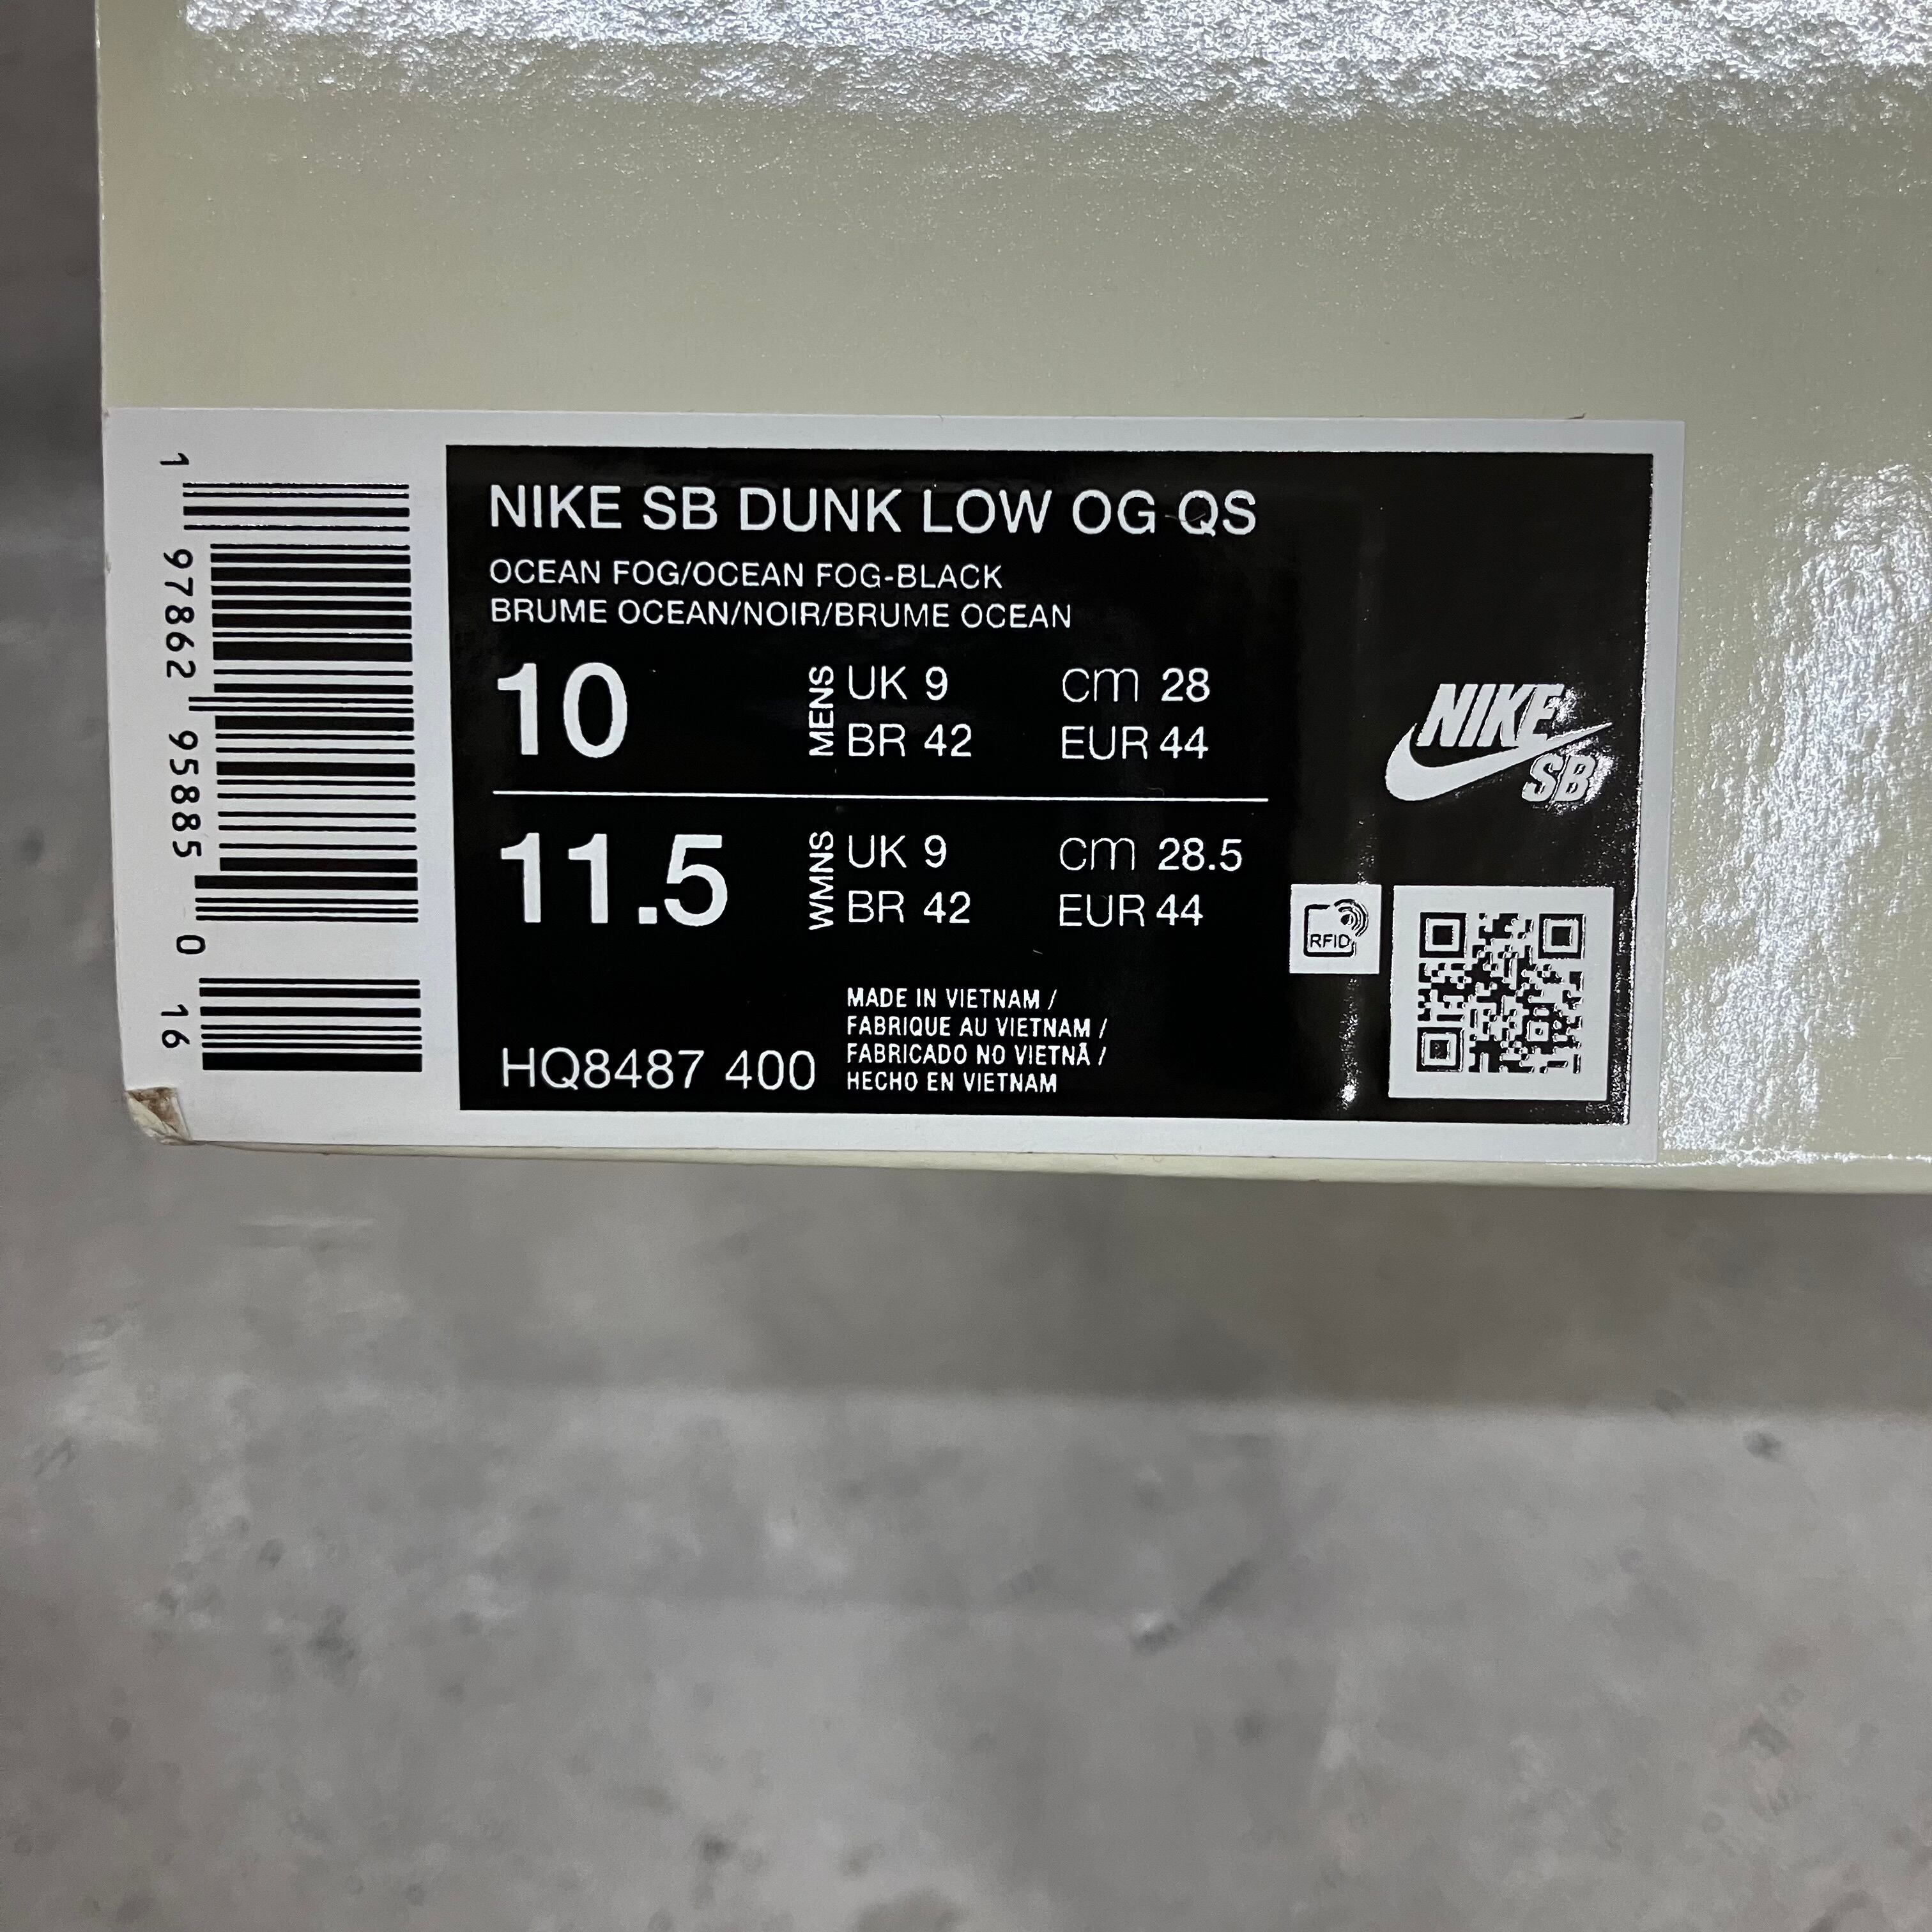 NIKE SB DUNK LOW OG QS
OCEAN FOG/OCEAN FOG-BLACK
BRUME OCEAN/NOIR/BRUME OCEAN
10
MENS
UK 9
cm 28
BR 42
EUR 44
11.5
WMNS
UK 9
cm 28.5
BR 42
EUR 44
HQ8487 400
MADE IN VIETNAM /
FABRIQUE AU VIETNAM /
FABRICADO NO VIETNÃ /
HECHO EN VIETNAM
NIKE
SB
RFID
1 97862 95885 0 16